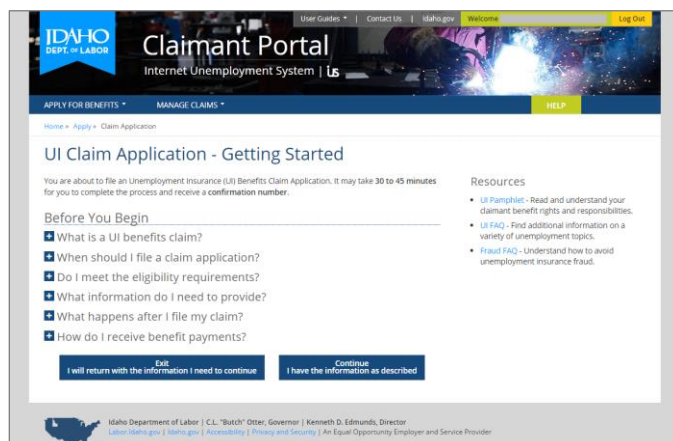 User Guides | Contact Us | Idaho.gov Welcome Log Out
IDAHO
DEPT. OF LABOR
Claimant Portal
Internet Unemployment System | ius
APPLY FOR BENEFITS MANAGE CLAIMS HELP
Home » Apply » Claim Application
UI Claim Application - Getting Started
You are about to file an Unemployment Insurance (UI) Benefits Claim Application. It may take 30 to 45 minutes
for you to complete the process and receive a confirmation number.
Before You Begin
What is a UI benefits claim?
When should I file a claim application?
Do I meet the eligibility requirements?
What information do I need to provide?
What happens after I file my claim?
How do I receive benefit payments?
Exit
I will return with the information I need to continue
Continue
I have the information as described
Resources
UI Pamphlet - Read and understand your
claimant benefit rights and responsibilities.
UI FAQ - Find additional information on a
variety of unemployment topics.
Fraud FAQ - Understand how to avoid
unemployment insurance fraud.
Idaho Department of Labor | C.L. "Butch" Otter, Governor | Kenneth D. Edmunds, Director
Labor.Idaho.gov | Idaho.gov | Accessibility | Privacy and Security | An Equal Opportunity Employer and Service Provider